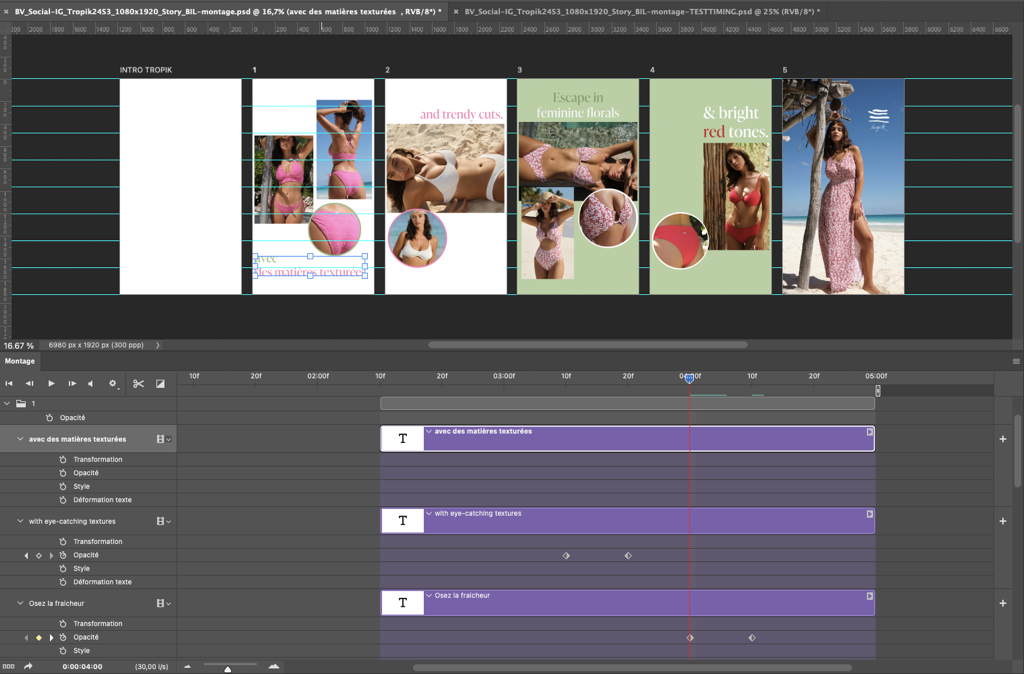 BV_Social-IG_Tropik24S3_1080x1920_Story_BIL-montage.psd @ 16,7% (avec des matières texturées , RVB/8*) *
BV_Social-IG_Tropik24S3_1080x1920_Story_BIL-montage-TESTTIMING.psd @ 25% (RVB/8*) *
INTRO TROPIK
1
2
3
4
5
avec
des matières texturées
and trendy cuts.
Escape in
feminine florals
& bright
red tones.
16.67 %
6980 px x 1920 px (300 ppp)
Montage
10f
20f
02:00f
10f
20f
03:00f
10f
20f
04:00f
10f
20f
05:00f
1
Opacité
avec des matières texturées
T
avec des matières texturées
Transformation
Opacité
Style
Déformation texte
with eye-catching textures
T
with eye-catching textures
Transformation
Opacité
Style
Déformation texte
Osez la fraicheur
T
Osez la fraicheur
Transformation
Opacité
Style
0:00:04:00
(30,00 i/s)